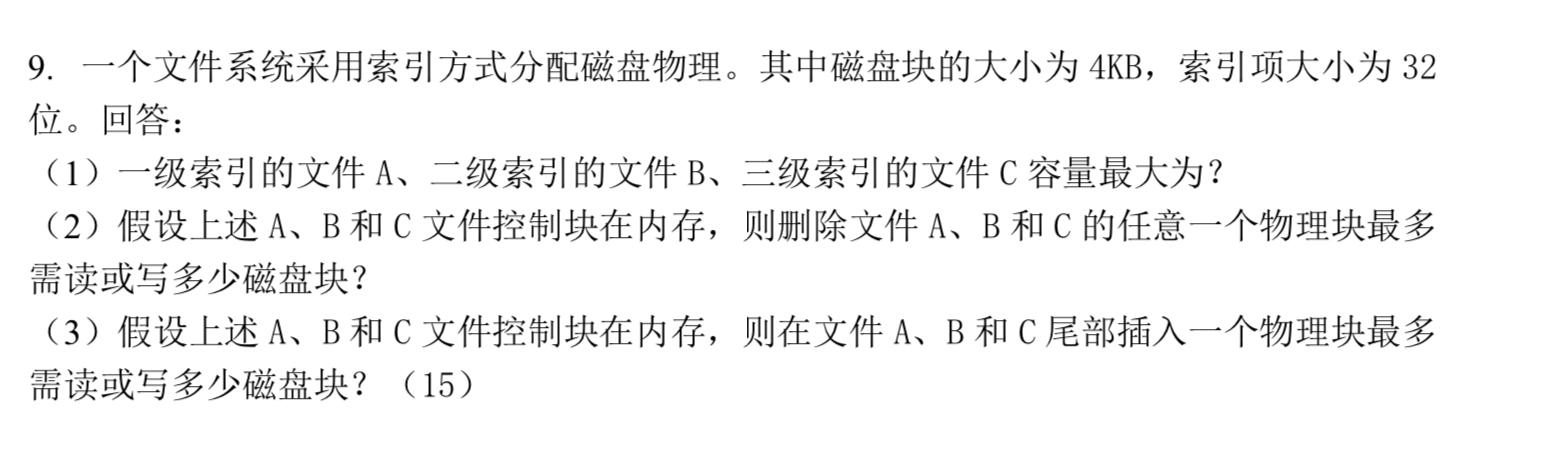 9. 一个文件系统采用索引方式分配磁盘物理。其中磁盘块的大小为 4KB，索引项大小为 32
位。回答：
（1）一级索引的文件 A、二级索引的文件 B、三级索引的文件 C 容量最大为？
（2）假设上述 A、B 和 C 文件控制块在内存，则删除文件 A、B 和 C 的任意一个物理块最多
需读或写多少磁盘块？
（3）假设上述 A、B 和 C 文件控制块在内存，则在文件 A、B 和 C 尾部插入一个物理块最多
需读或写多少磁盘块？（15）